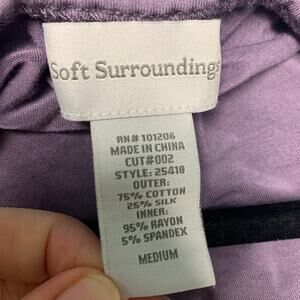 Soft Surroundings
RN# 101206
MADE IN CHINA
CUT#002
STYLE: 25418
OUTER:
75% COTTON
25% SILK
INNER:
95% RAYON
5% SPANDEX
MEDIUM